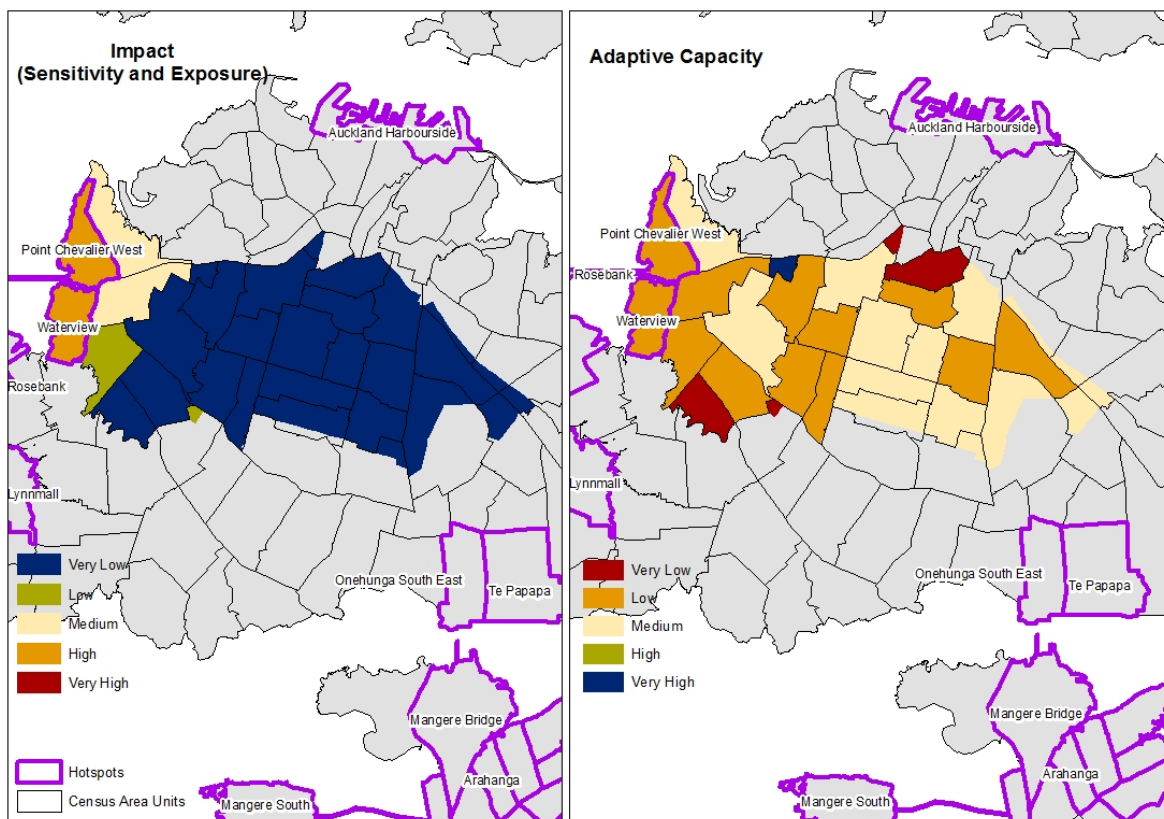 Impact
(Sensitivity and Exposure)
Auckland Harbourside
Point Chevalier West
Waterview
Rosebank
Lynnmall
Very Low
Low
Medium
High
Very High
Onehunga South East
Te Papapa
Mangere Bridge
Arahanga
Mangere South
Hotspots
Census Area Units
Adaptive Capacity
Auckland Harbourside
Point Chevalier West
Rosebank
Waterview
Rosebank
Lynnmall
Very Low
Low
Medium
High
Very High
Onehunga South East
Te Papapa
Mangere Bridge
Arahanga
Mangere South